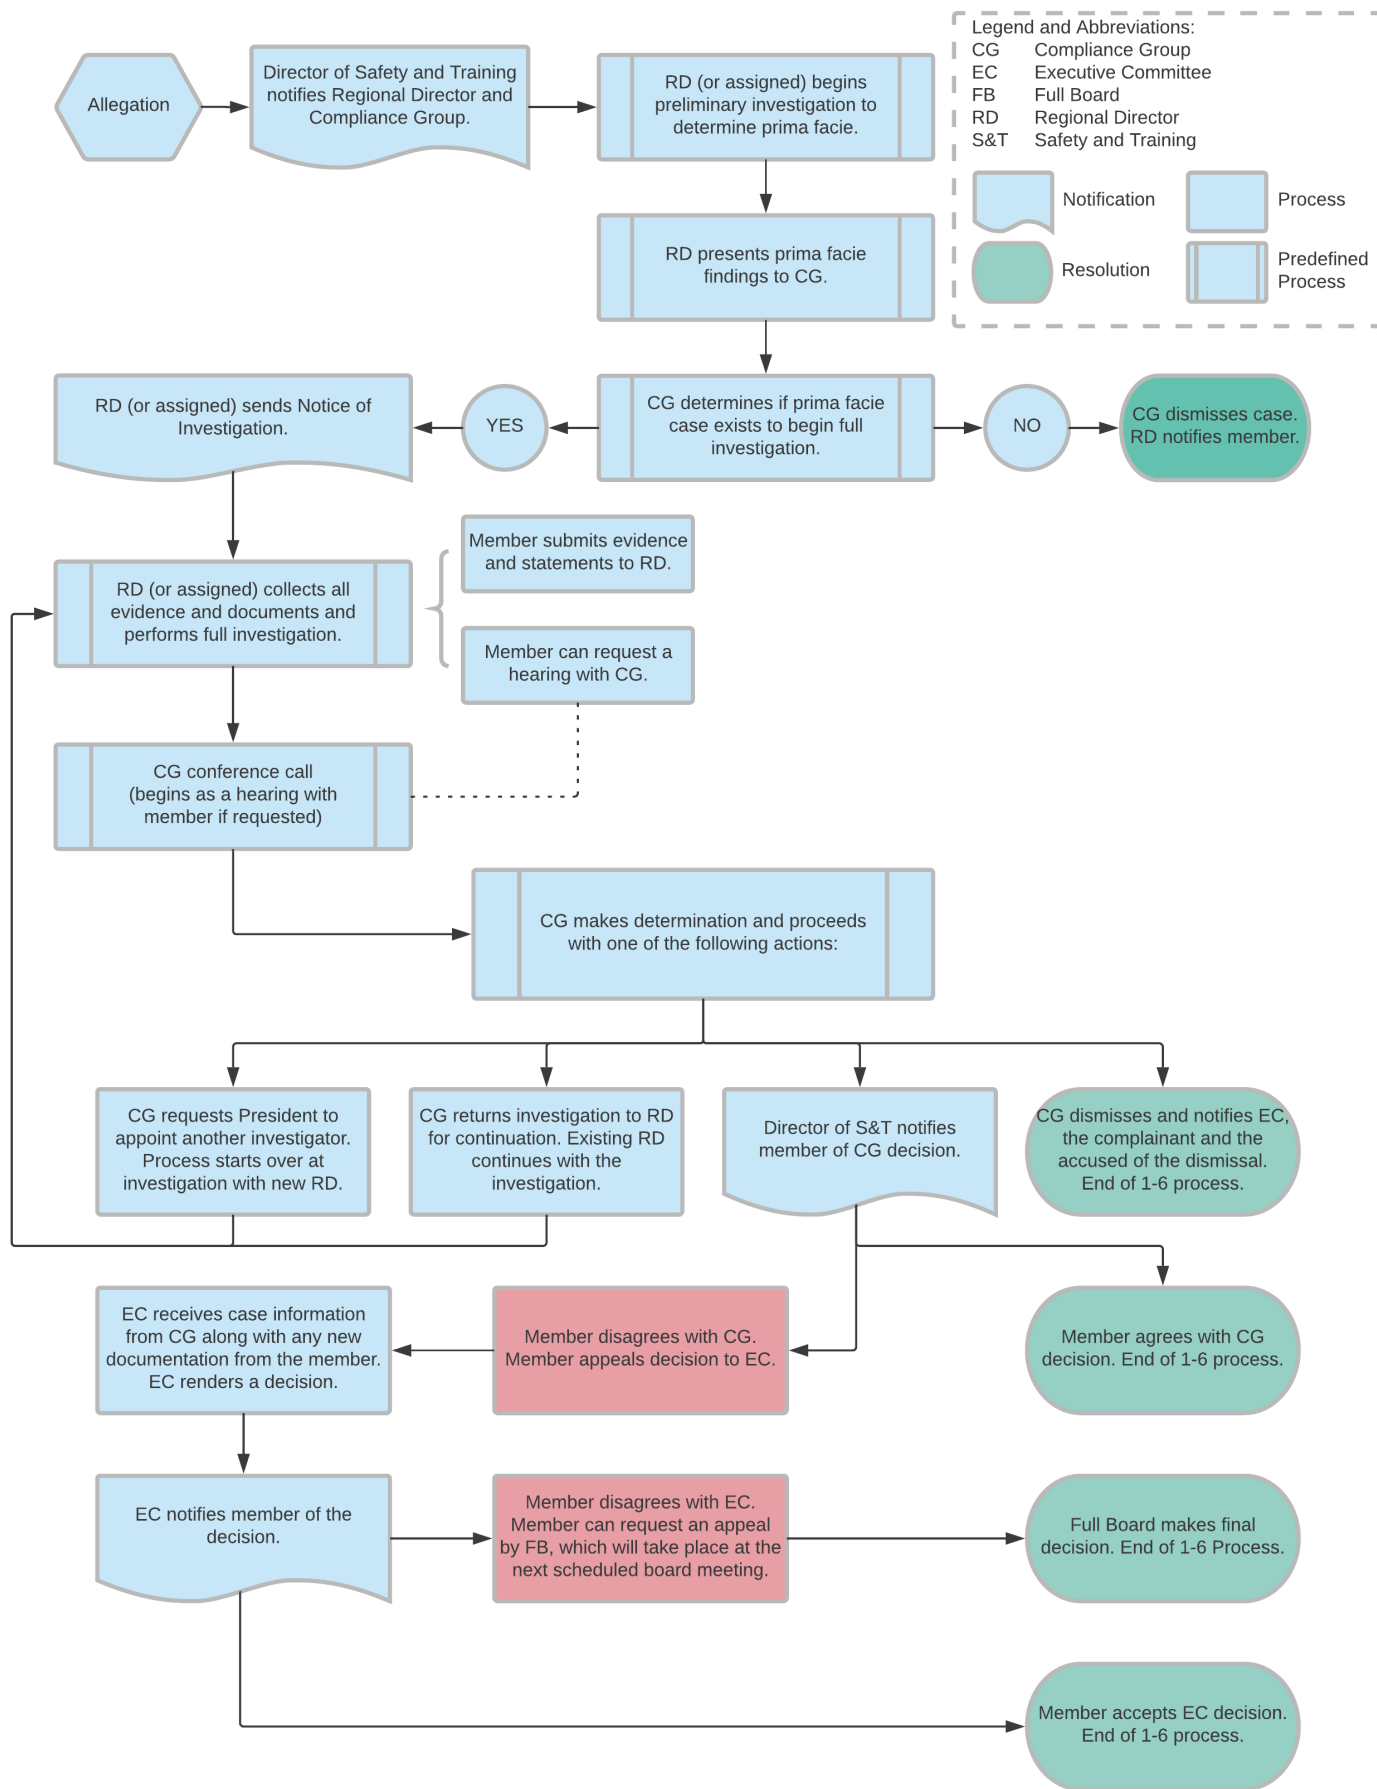 Allegation
Director of Safety and Training
notifies Regional Director and
Compliance Group.
RD (or assigned) begins
preliminary investigation to
determine prima facie.
Legend and Abbreviations:
CG Compliance Group
EC Executive Committee
FB Full Board
RD Regional Director
S&T Safety and Training
Notification
Process
Resolution
Predefined
Process
RD presents prima facie
findings to CG.
RD (or assigned) sends Notice of
Investigation.
YES
CG determines if prima facie
case exists to begin full
investigation.
NO
CG dismisses case.
RD notifies member.
Member submits evidence
and statements to RD.
RD (or assigned) collects all
evidence and documents and
performs full investigation.
Member can request a
hearing with CG.
CG conference call
(begins as a hearing with
member if requested)
CG makes determination and proceeds
with one of the following actions:
CG requests President to
appoint another investigator.
Process starts over at
investigation with new RD.
CG returns investigation to RD
for continuation. Existing RD
continues with the
investigation.
Director of S&T notifies
member of CG decision.
CG dismisses and notifies EC,
the complainant and the
accused of the dismissal.
End of 1-6 process.
EC receives case information
from CG along with any new
documentation from the member.
EC renders a decision.
Member disagrees with CG.
Member appeals decision to EC.
Member agrees with CG
decision. End of 1-6 process.
EC notifies member of the
decision.
Member disagrees with EC.
Member can request an appeal
by FB, which will take place at the
next scheduled board meeting.
Full Board makes final
decision. End of 1-6 Process.
Member accepts EC decision.
End of 1-6 process.